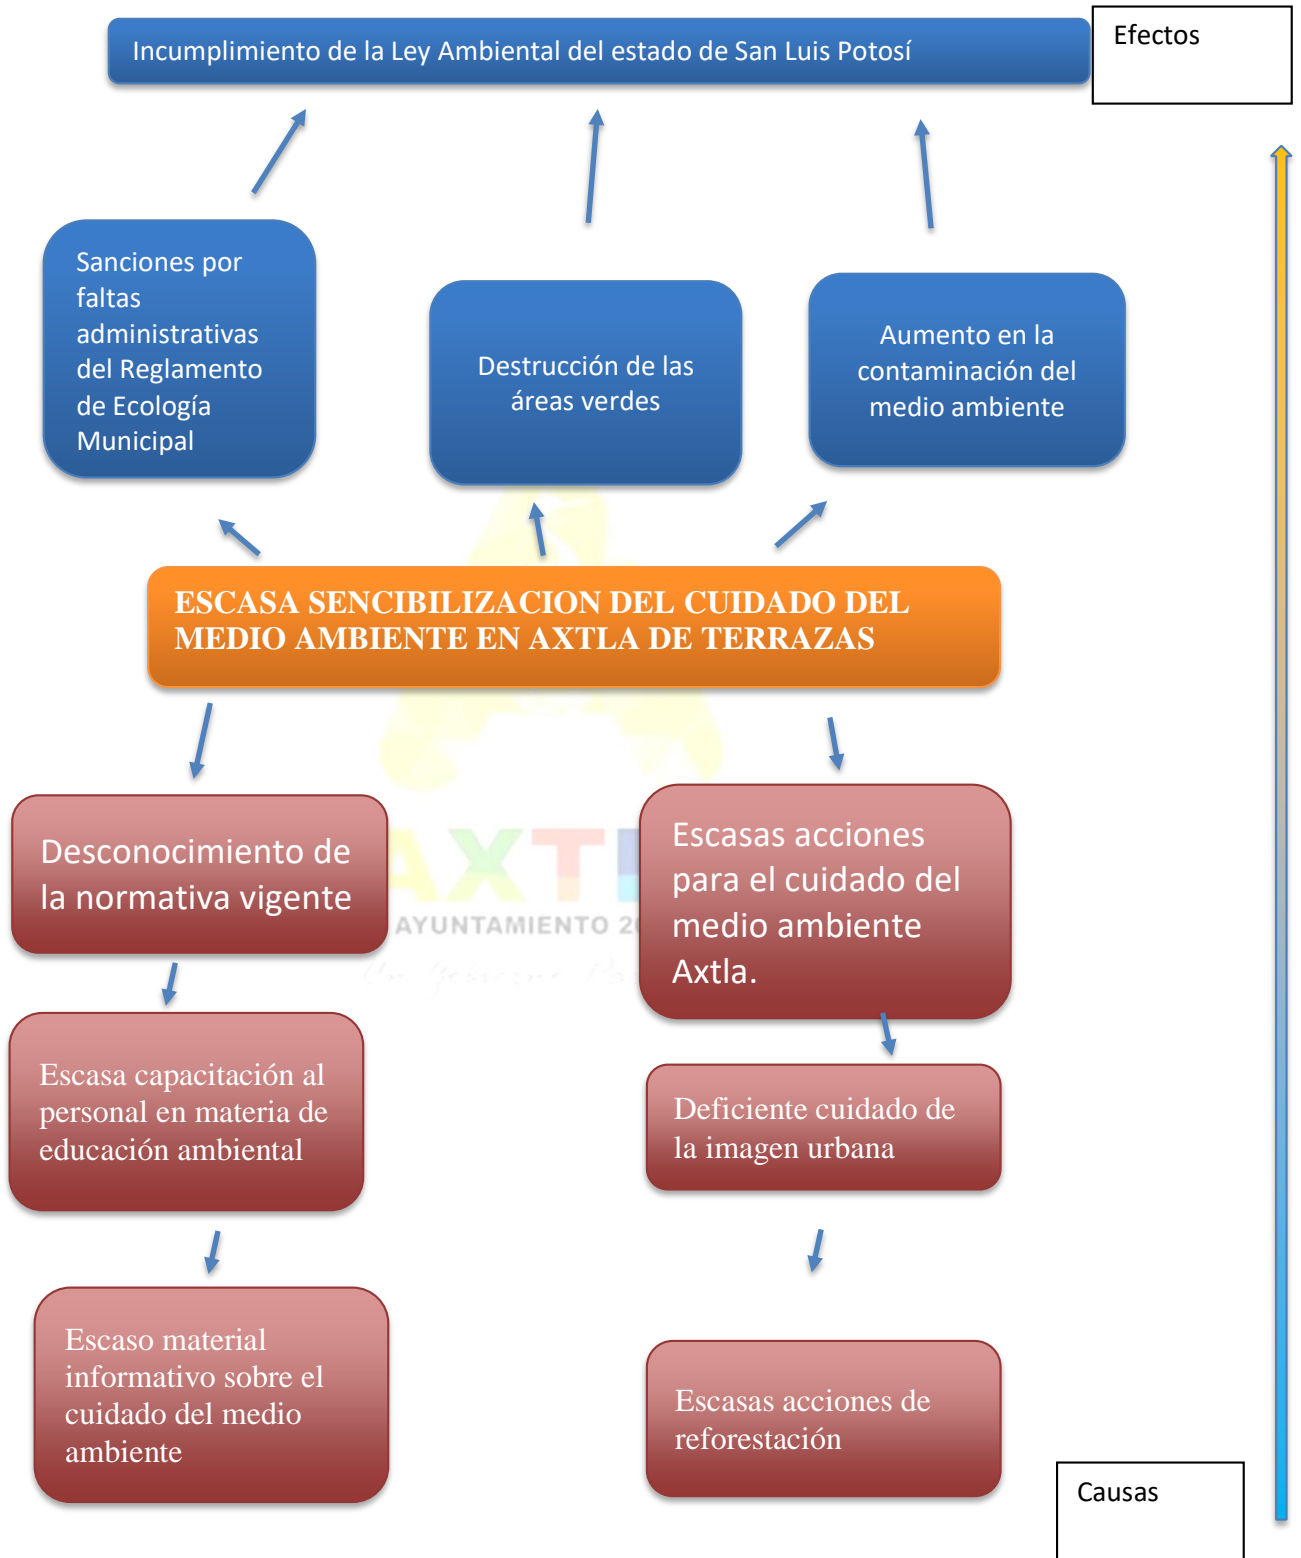 Incumplimiento de la Ley Ambiental del estado de San Luis Potosí
Efectos
Sanciones por
faltas
administrativas
del Reglamento
de Ecología
Municipal
Destrucción de las
áreas verdes
Aumento en la
contaminación del
medio ambiente
ESCASA SENCIBILIZACION DEL CUIDADO DEL
MEDIO AMBIENTE EN AXTLA DE TERRAZAS
Desconocimiento de
la normativa vigente
Escasas acciones
para el cuidado del
medio ambiente
Axtla.
AXT
AYUNTAMIENTO 20
Un Gobierno
Escasa capacitación al
personal en materia de
educación ambiental
Deficiente cuidado de
la imagen urbana
Escaso material
informativo sobre el
cuidado del medio
ambiente
Escasas acciones de
reforestación
Causas